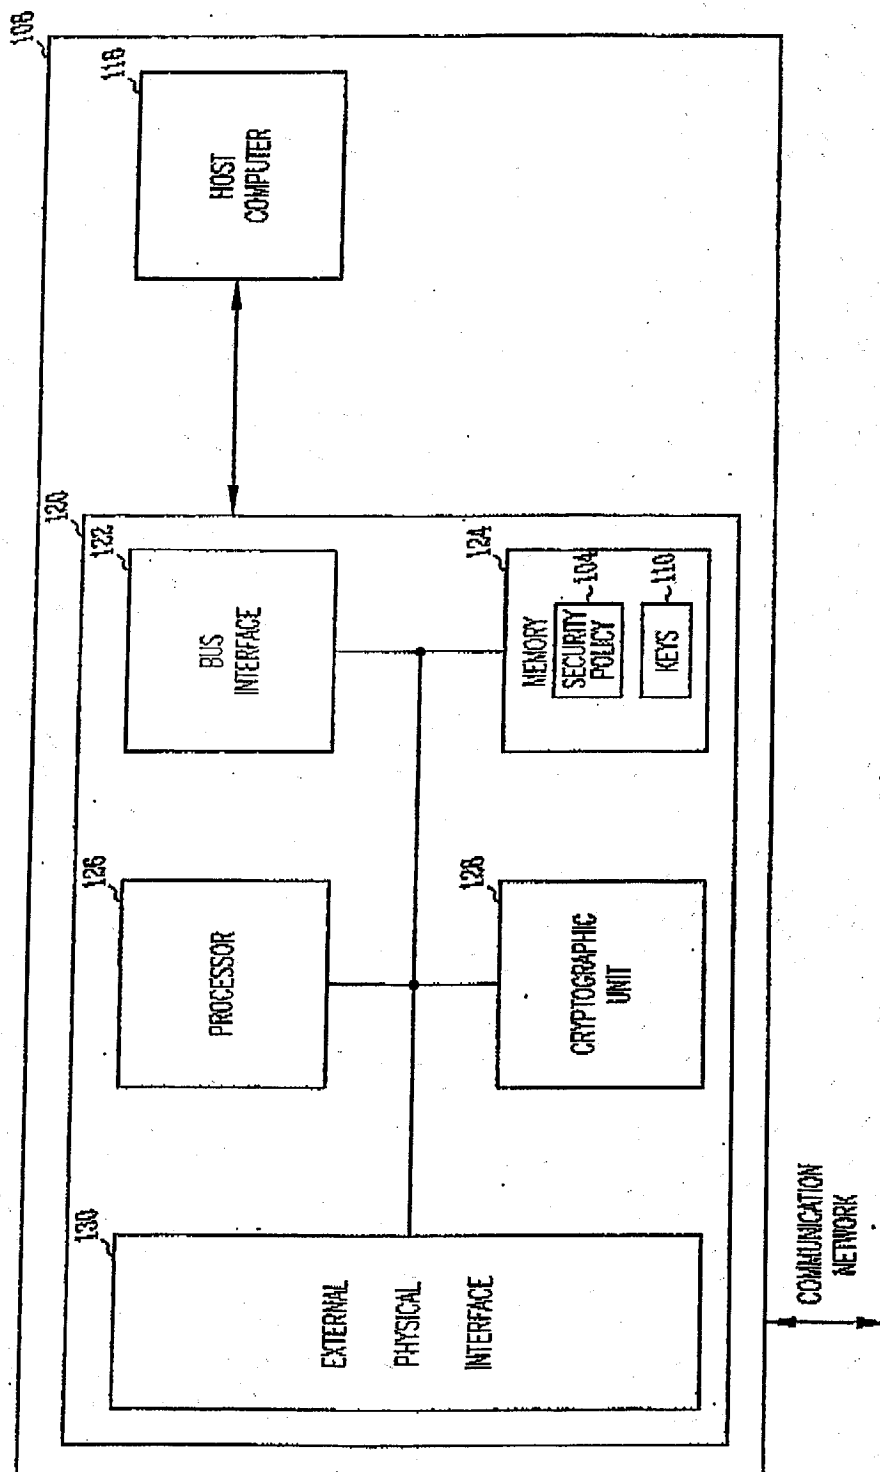 108
118
HOST
COMPUTER
120
122
BUS
INTERFACE
124
MEMORY
SECURITY
POLICY
104
KEYS
110
126
PROCESSOR
128
CRYPTOGRAPHIC
UNIT
130
EXTERNAL
PHYSICAL
INTERFACE
COMMUNICATION
NETWORK